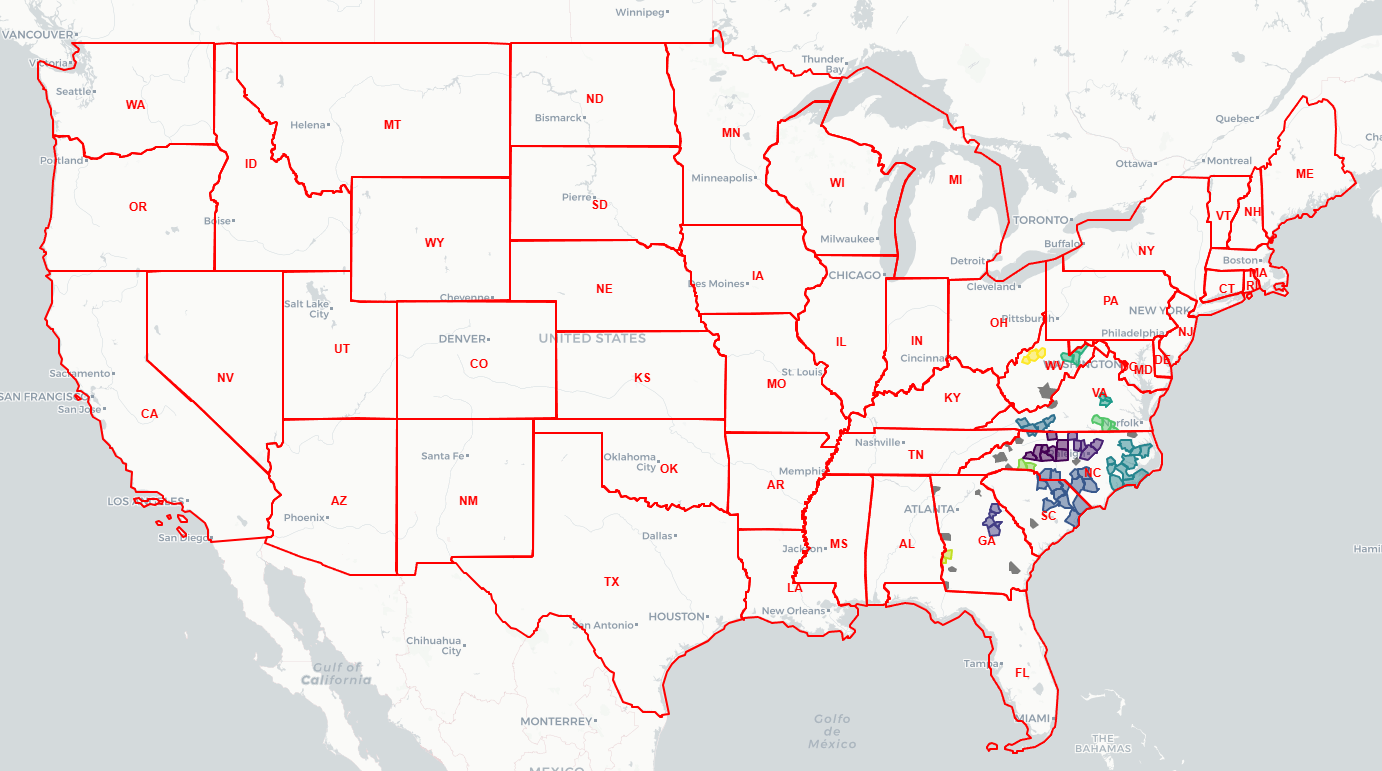 Winnipeg
VANCOUVER
Victoria
Seattle
WA
Thunder
Bay
ND
MT
Helena
Bismarck
MN
Quebec
Portland
ID
Ottawa
Montreal
ME
Minneapolis
WI
MI
Pierre
SD
OR
Boise
VT
NH
TORONTO
WY
Milwaukee
Buffalo
NY
Detroit
Boston
MA
CHICAGO
IA
Des Moines
NE
Cleveland
CT
RI
Cheyenne
Salt Lake
City
PA
NEW YORK
OH
Pittsburgh
DENVER
UNITED STATES
IL
IN
Philadelphia
NJ
UT
Cincinnati
DE
CO
WV
WASHINGTON
DC
MD
Sacramento
NV
KS
St. Louis
MO
SAN FRANCISCO
San Jose
CA
KY
VA
Norfolk
Nashville
TN
Santa Fe
Oklahoma
City
OK
Memphis
NC
AR
LOS ANGELES
AZ
NM
Phoenix
ATLANTA
SC
San Diego
Dallas
MS
AL
GA
Jackson
TX
LA
New Orleans
HOUSTON
San Antonio
Chihuahua
City
Gulf of
California
Tampa
FL
MONTERREY
Golfo
de
México
MIAMI
THE
BAHAMAS
MEXICO